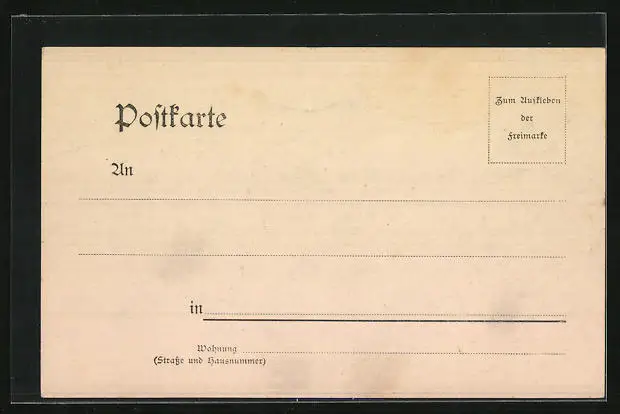 Postkarte
Zum Aufkleben
der
Freimarke
An
in
Wohnung
(Straße und Hausnummer)